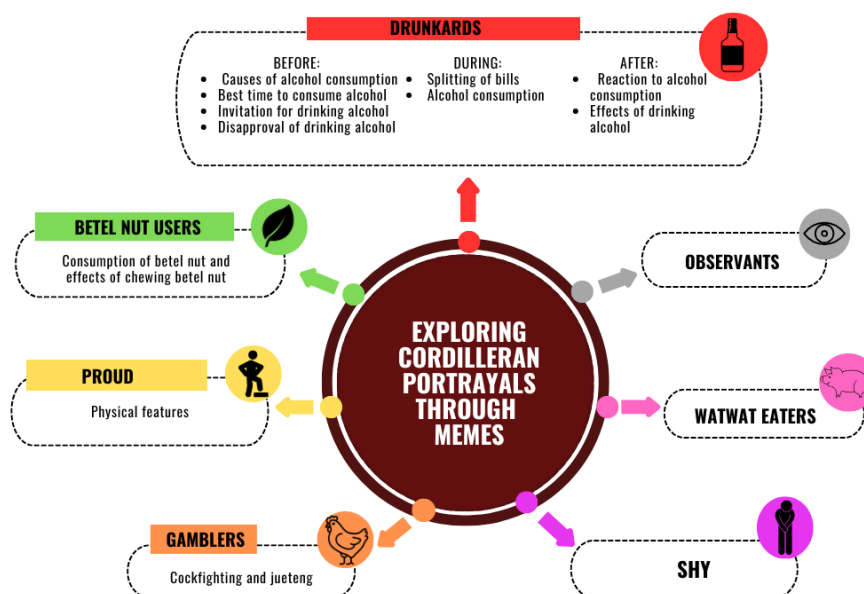 DRUNKARDS
BEFORE:
• Causes of alcohol consumption
• Best time to consume alcohol
• Invitation for drinking alcohol
• Disapproval of drinking alcohol
DURING:
• Splitting of bills
• Alcohol consumption
AFTER:
• Reaction to alcohol
consumption
• Effects of drinking
alcohol
BETEL NUT USERS
Consumption of betel nut and
effects of chewing betel nut
OBSERVANTS
EXPLORING
CORDILLERAN
PORTRAYALS
THROUGH
MEMES
PROUD
Physical features
WATWAT EATERS
GAMBLERS
Cockfighting and jueteng
SHY